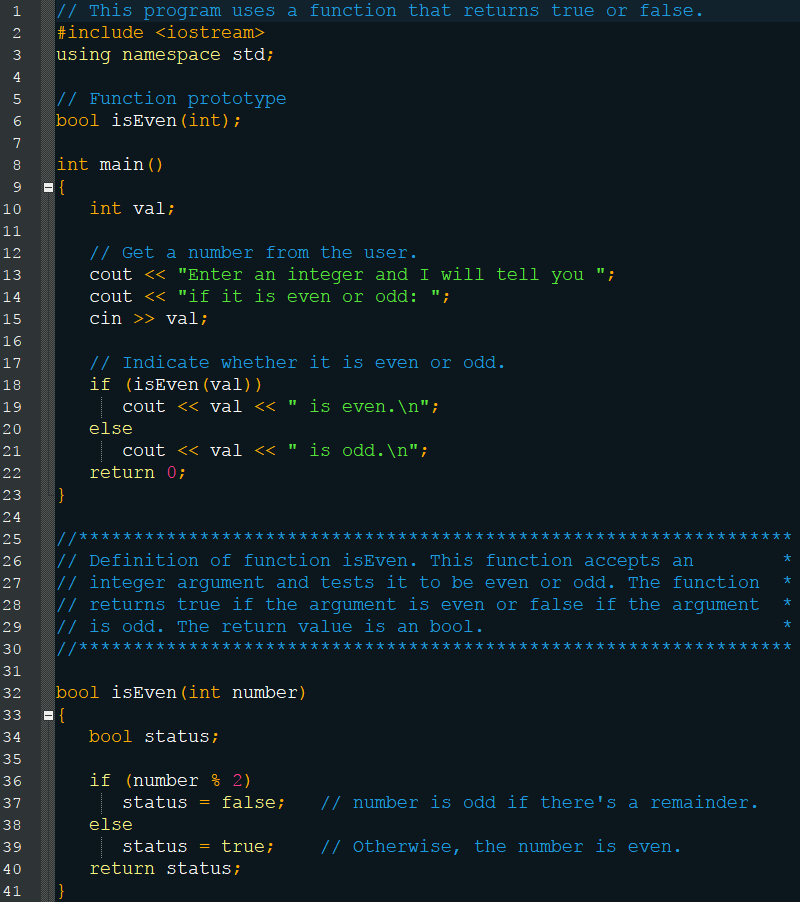 1 // This program uses a function that returns true or false.
2 #include <iostream>
3 using namespace std;
4
5 // Function prototype
6 bool isEven(int);
7
8 int main()
9 {
10    int val;
11
12    // Get a number from the user.
13    cout << "Enter an integer and I will tell you ";
14    cout << "if it is even or odd: ";
15    cin >> val;
16
17    // Indicate whether it is even or odd.
18    if (isEven(val))
19       cout << val << " is even.\n";
20    else
21       cout << val << " is odd.\n";
22    return 0;
23 }
24
25 //*****************************************************************
26 // Definition of function isEven. This function accepts an        *
27 // integer argument and tests it to be even or odd. The function  *
28 // returns true if the argument is even or false if the argument  *
29 // is odd. The return value is an bool.                           *
30 //*****************************************************************
31
32 bool isEven(int number)
33 {
34    bool status;
35
36    if (number % 2)
37       status = false;   // number is odd if there's a remainder.
38    else
39       status = true;    // Otherwise, the number is even.
40    return status;
41 }